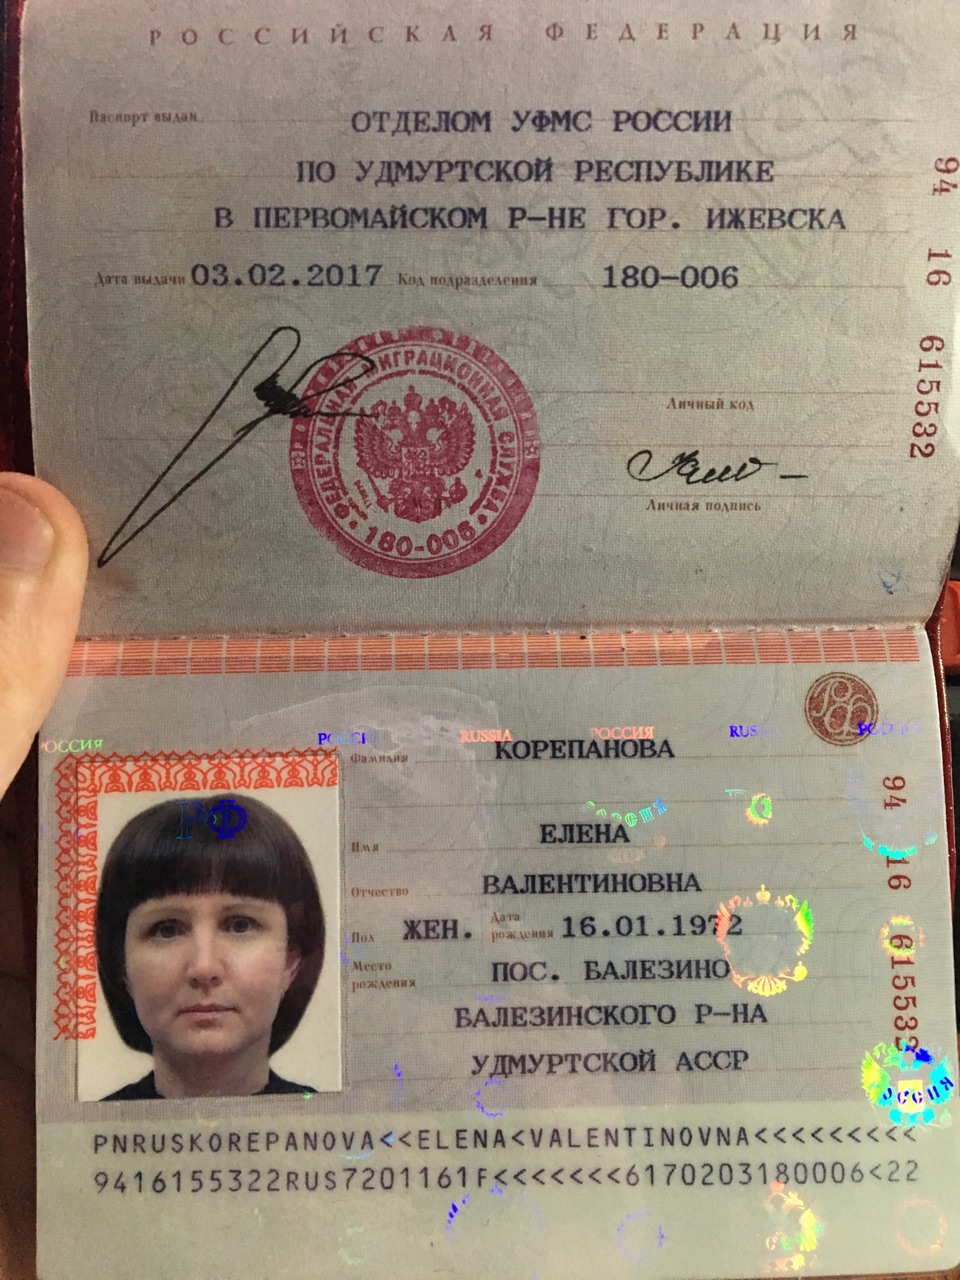 РОССИЙСКАЯ ФЕДЕРАЦИЯ
Паспорт выдан ОТДЕЛОМ УФМС РОССИИ
ПО УДМУРТСКОЙ РЕСПУБЛИКЕ
В ПЕРВОМАЙСКОМ Р-НЕ ГОР. ИЖЕВСКА
Дата выдачи 03.02.2017 Код подразделения 180-006
94 16 615532
ФЕДЕРАЛЬНАЯ МИГРАЦИОННАЯ СЛУЖБА
180-006
Личный код
Личная подпись
РОССИЯ RUSSIA РОССИЯ
Фамилия КОРЕПАНОВА
Имя ЕЛЕНА
Отчество ВАЛЕНТИНОВНА
Пол ЖЕН. Дата рождения 16.01.1972
Место рождения ПОС. БАЛЕЗИНО
БАЛЕЗИНСКОГО Р-НА
УДМУРТСКОЙ АССР
94 16 615532
РФ
РОССИЯ
PNRUSKOREPANOVA<<ELENA<VALENTINOVNA<<<<<<<<<
9416155322RUS7201161F<<<<<<<6170203180006<22